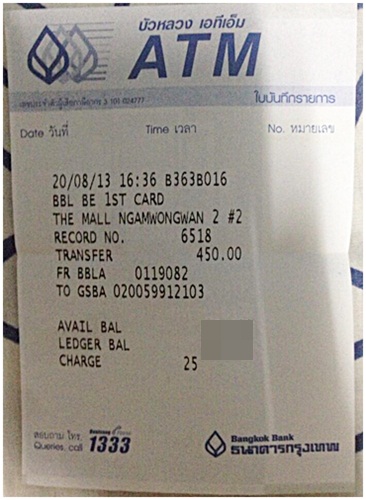 บัวหลวง เอทีเอ็ม
ATM
3 101 024777
ใบบันทึกรายการ
Date วันที่ Time เวลา No. หมายเลข
20/08/13 16:36 B363B016
BBL BE 1ST CARD
THE MALL NGAMWONGWAN 2 #2
RECORD NO. 6518
TRANSFER 450.00
FR BBLA 0119082
TO GSBA 020059912103
AVAIL BAL
LEDGER BAL
CHARGE 25
สอบถาม โทร.
Queries, call 1333
Bangkok Bank
ธนาคารกรุงเทพ